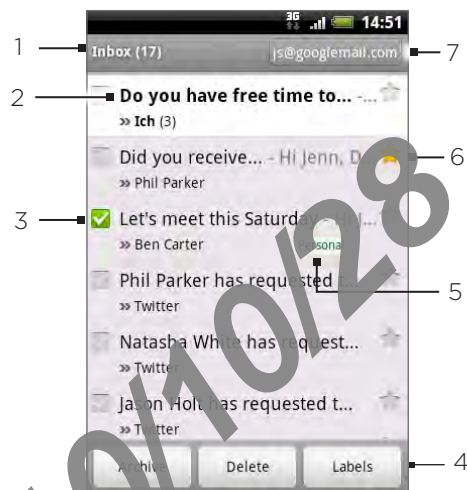 3G 14:51
1 Inbox (17) js@googlemail.com 7
2 Do you have free time to... -...
» Ich (3)
Did you receive... - Hi Jenn, D... 6
» Phil Parker
3 Let's meet this Saturday - Hi J...
» Ben Carter Personal 5
Phil Parker has requested t...
» Twitter
Natasha White has request...
» Twitter
Jason Holt has requested t...
» Twitter
Archive Delete Labels 4
0/10/28